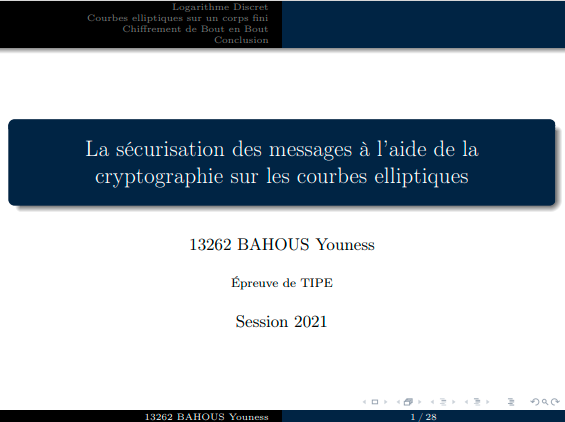 Logarithme Discret
Courbes elliptiques sur un corps fini
Chiffrement de Bout en Bout
Conclusion
La sécurisation des messages à l'aide de la
cryptographie sur les courbes elliptiques
13262 BAHOUS Youness
Épreuve de TIPE
Session 2021
13262 BAHOUS Youness
1 / 28